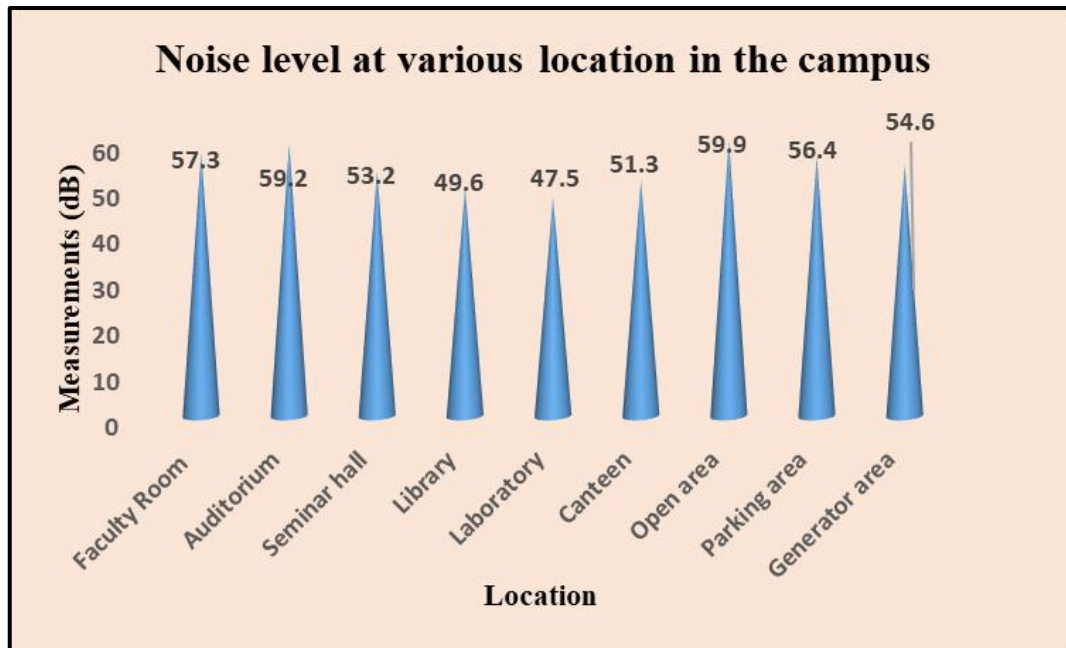 Noise level at various location in the campus
Measurements (dB)
60
50
40
30
20
10
0
57.3
59.2
53.2
49.6
47.5
51.3
59.9
56.4
54.6
Faculty Room
Auditorium
Seminar hall
Library
Laboratory
Canteen
Open area
Parking area
Generator area
Location